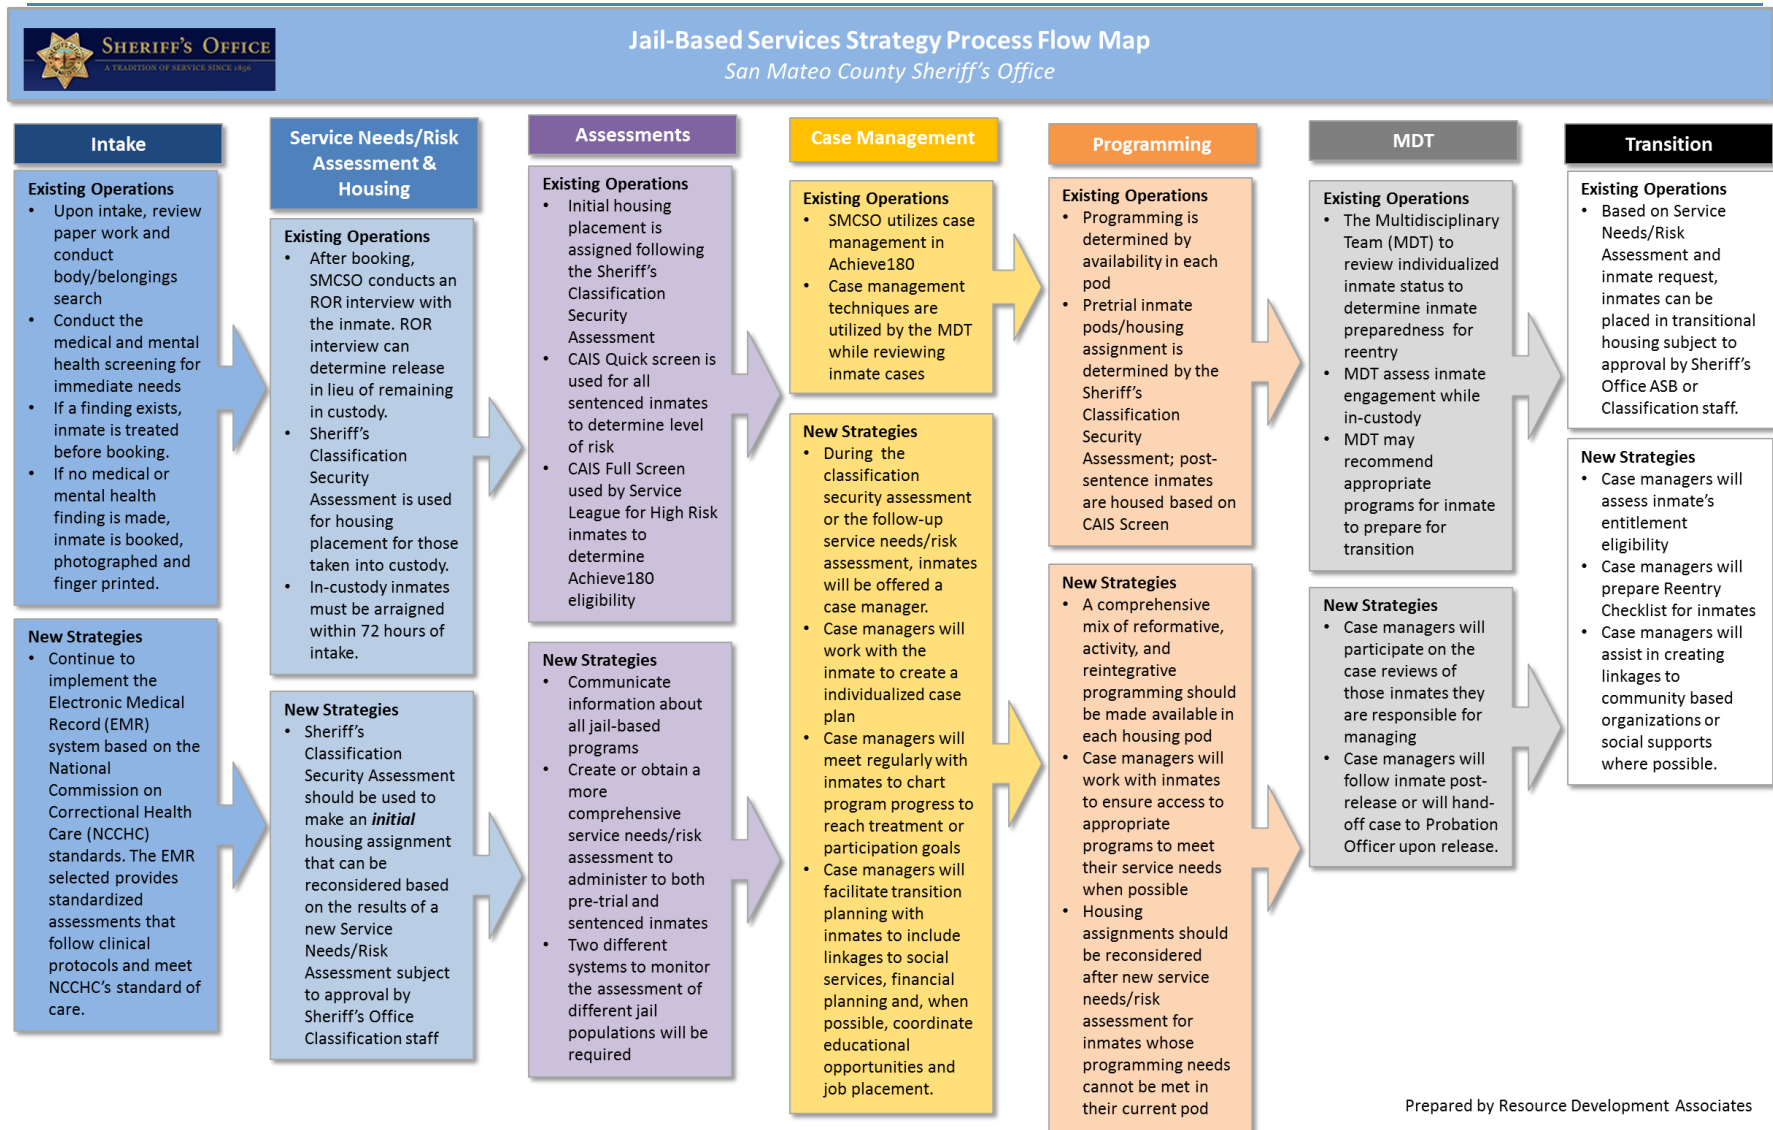 SHERIFF'S OFFICE
A TRADITION OF SERVICE SINCE 1856
Jail-Based Services Strategy Process Flow Map
San Mateo County Sheriff's Office
Intake
Existing Operations
• Upon intake, review
paper work and
conduct
body/belongings
search
• Conduct the
medical and mental
health screening for
immediate needs
• If a finding exists,
inmate is treated
before booking.
• If no medical or
mental health
finding is made,
inmate is booked,
photographed and
finger printed.
New Strategies
• Continue to
implement the
Electronic Medical
Record (EMR)
system based on the
National
Commission on
Correctional Health
Care (NCCHC)
standards. The EMR
selected provides
standardized
assessments that
follow clinical
protocols and meet
NCCHC's standard of
care.
Service Needs/Risk
Assessment &
Housing
Existing Operations
• After booking,
SMCSO conducts an
ROR interview with
the inmate. ROR
interview can
determine release
in lieu of remaining
in custody.
• Sheriff's
Classification
Security
Assessment is used
for housing
placement for those
taken into custody.
• In-custody inmates
must be arraigned
within 72 hours of
intake.
New Strategies
• Sheriff's
Classification
Security Assessment
should be used to
make an initial
housing assignment
that can be
reconsidered based
on the results of a
new Service
Needs/Risk
Assessment subject
to approval by
Sheriff's Office
Classification staff
Assessments
Existing Operations
• Initial housing
placement is
assigned following
the Sheriff's
Classification
Security
Assessment
• CAIS Quick screen is
used for all
sentenced inmates
to determine level
of risk
• CAIS Full Screen
used by Service
League for High Risk
inmates to
determine
Achieve180
eligibility
New Strategies
• Communicate
information about
all jail-based
programs
• Create or obtain a
more
comprehensive
service needs/risk
assessment to
administer to both
pre-trial and
sentenced inmates
• Two different
systems to monitor
the assessment of
different jail
populations will be
required
Case Management
Existing Operations
• SMCSO utilizes case
management in
Achieve180
• Case management
techniques are
utilized by the MDT
while reviewing
inmate cases
New Strategies
• During the
classification
security assessment
or the follow-up
service needs/risk
assessment, inmates
will be offered a
case manager.
• Case managers will
work with the
inmate to create a
individualized case
plan
• Case managers will
meet regularly with
inmates to chart
program progress to
reach treatment or
participation goals
• Case managers will
facilitate transition
planning with
inmates to include
linkages to social
services, financial
planning and, when
possible, coordinate
educational
opportunities and
job placement.
Programming
Existing Operations
• Programming is
determined by
availability in each
pod
• Pretrial inmate
pods/housing
assignment is
determined by the
Sheriff's
Classification
Security
Assessment; post-
sentence inmates
are housed based on
CAIS Screen
New Strategies
• A comprehensive
mix of reformative,
activity, and
reintegrative
programming should
be made available in
each housing pod
• Case managers will
work with inmates
to ensure access to
appropriate
programs to meet
their service needs
when possible
• Housing
assignments should
be reconsidered
after new service
needs/risk
assessment for
inmates whose
programming needs
cannot be met in
their current pod
MDT
Existing Operations
• The Multidisciplinary
Team (MDT) to
review individualized
inmate status to
determine inmate
preparedness for
reentry
• MDT assess inmate
engagement while
in-custody
• MDT may
recommend
appropriate
programs for inmate
to prepare for
transition
New Strategies
• Case managers will
participate on the
case reviews of
those inmates they
are responsible for
managing
• Case managers will
follow inmate post-
release or will hand-
off case to Probation
Officer upon release.
Transition
Existing Operations
• Based on Service
Needs/Risk
Assessment and
inmate request,
inmates can be
placed in transitional
housing subject to
approval by Sheriff's
Office ASB or
Classification staff.
New Strategies
• Case managers will
assess inmate's
entitlement
eligibility
• Case managers will
prepare Reentry
Checklist for inmates
• Case managers will
assist in creating
linkages to
community based
organizations or
social supports
where possible.
Prepared by Resource Development Associates